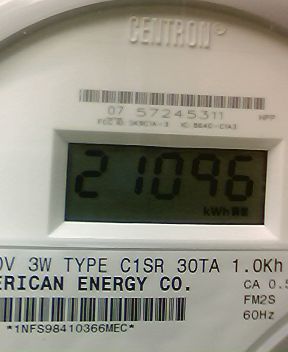 CENTRON®
07 57245311 HPP
21096
kWh
0V 3W TYPE C1SR 30TA 1.0Kh
ERICAN ENERGY CO. CA 0.5
FM2S
*1NFS98410366MEC* 60Hz